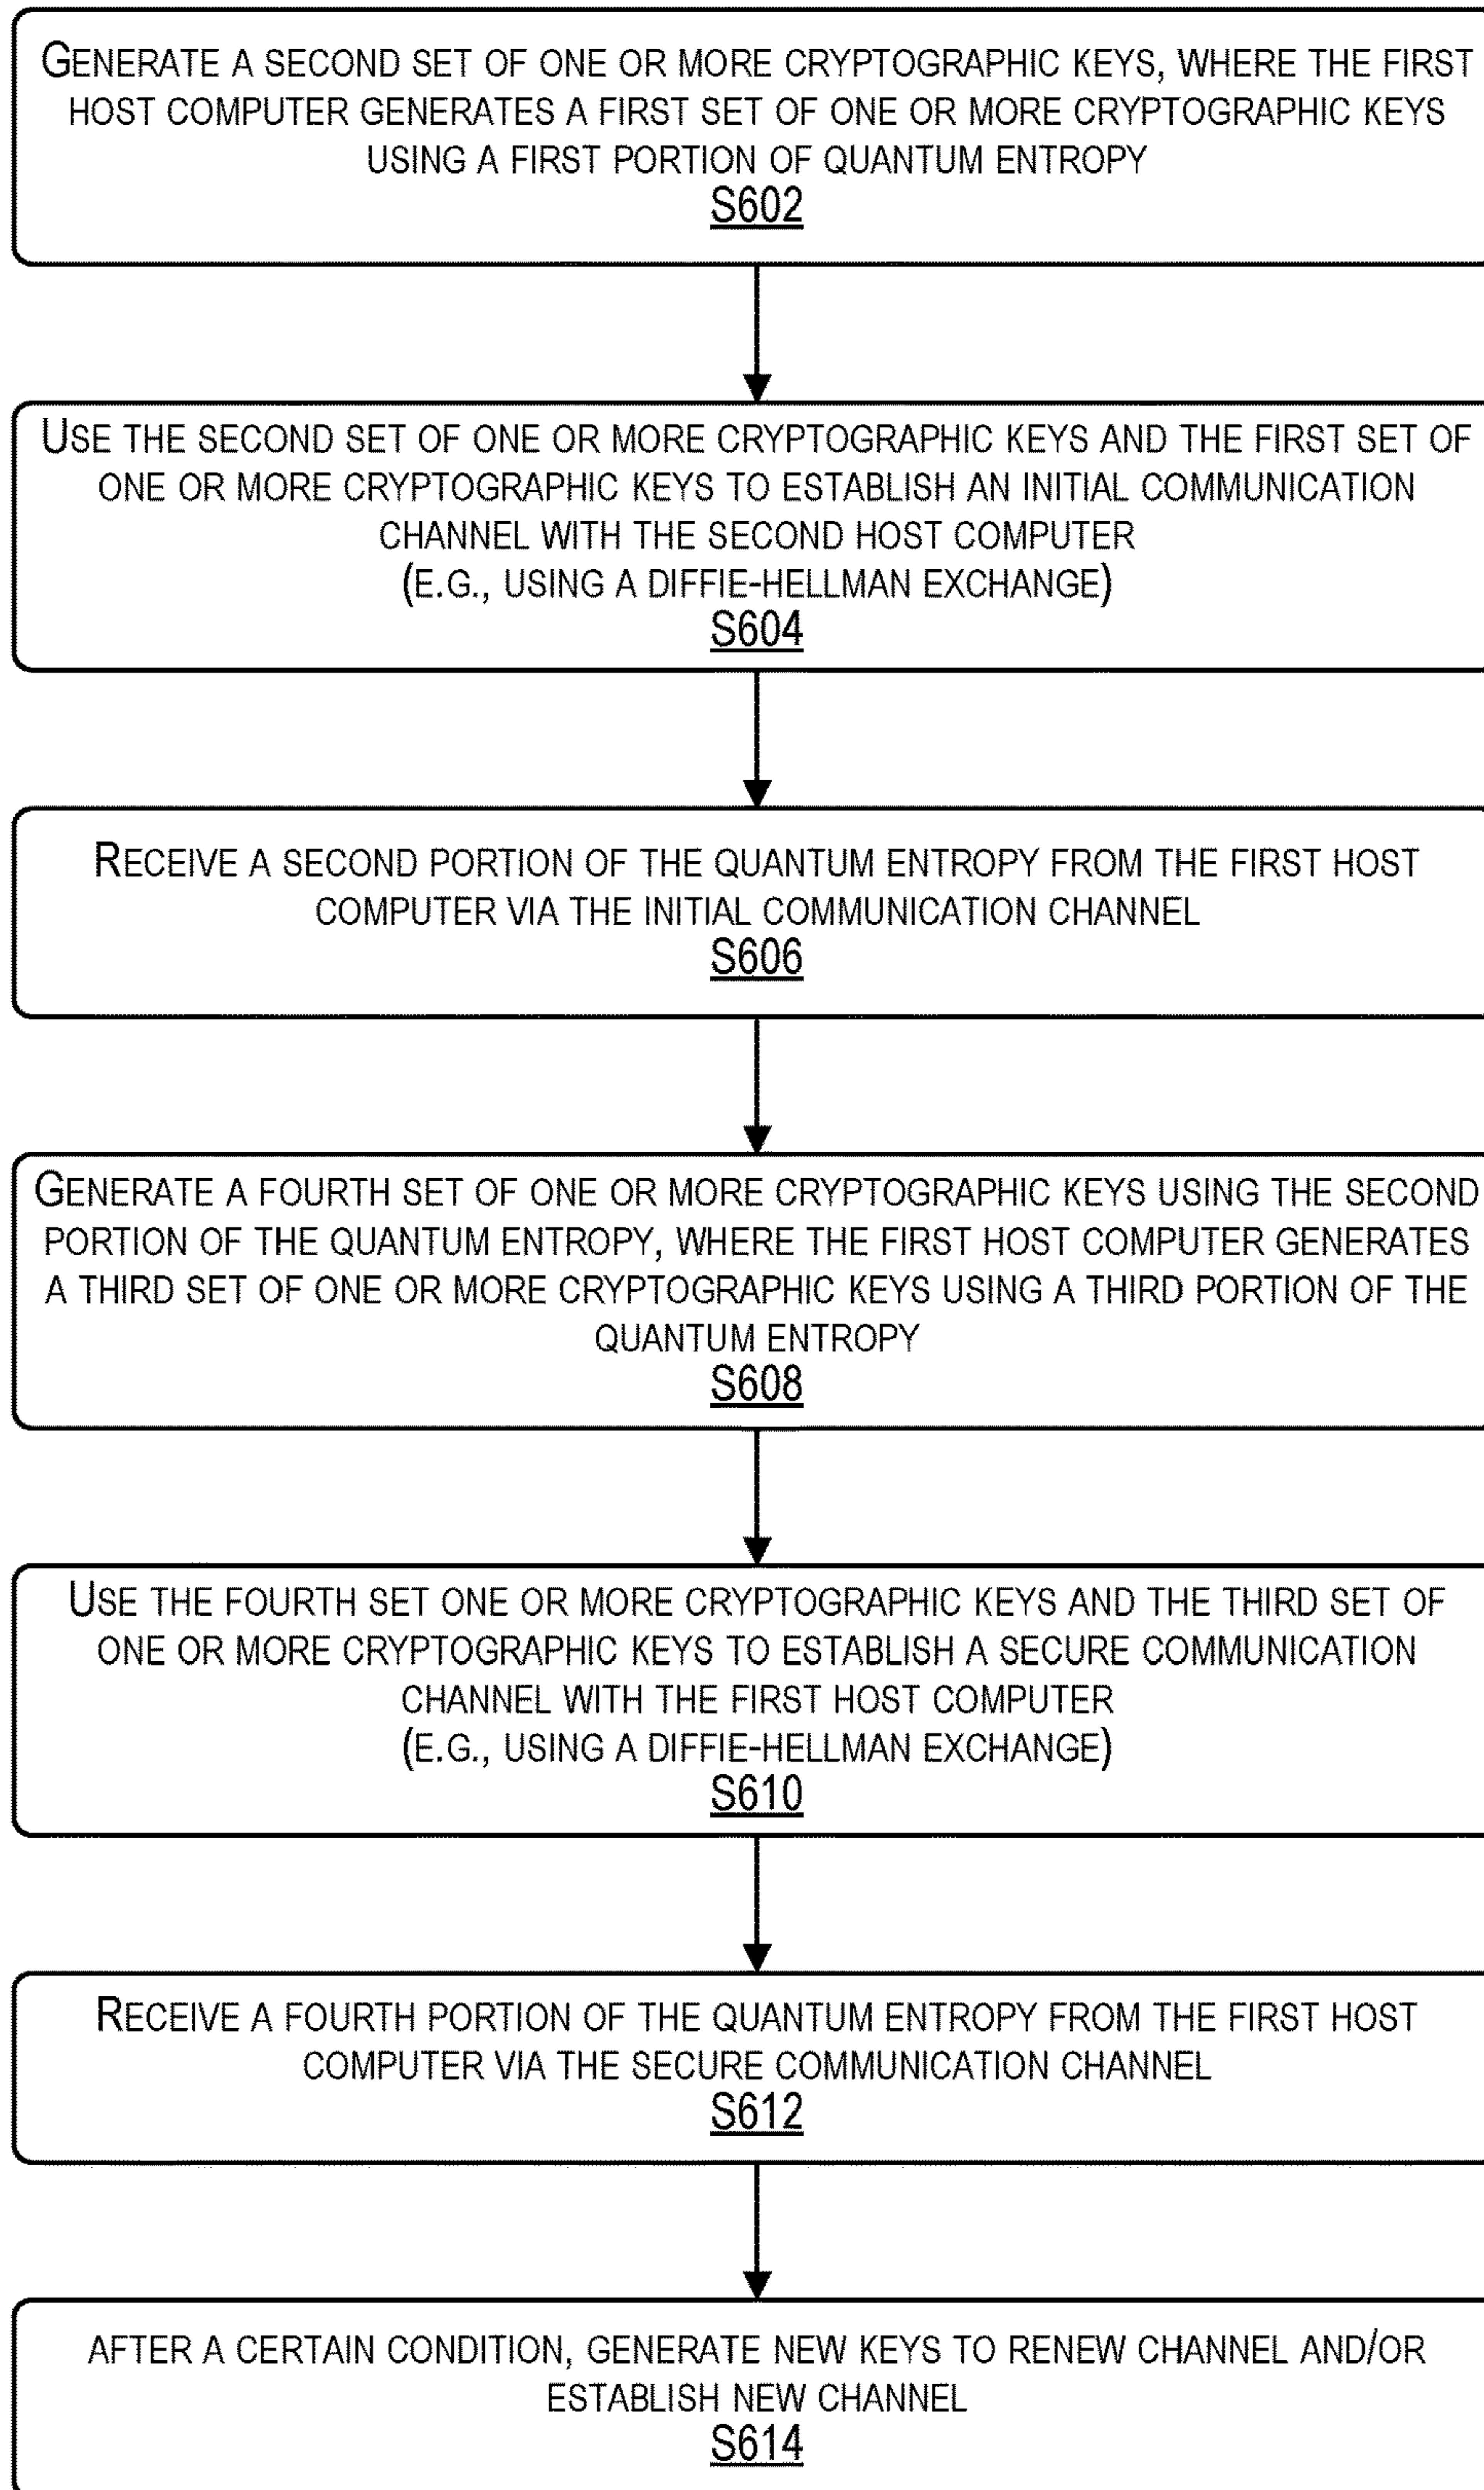 GENERATE A SECOND SET OF ONE OR MORE CRYPTOGRAPHIC KEYS, WHERE THE FIRST
HOST COMPUTER GENERATES A FIRST SET OF ONE OR MORE CRYPTOGRAPHIC KEYS
USING A FIRST PORTION OF QUANTUM ENTROPY
S602
USE THE SECOND SET OF ONE OR MORE CRYPTOGRAPHIC KEYS AND THE FIRST SET OF
ONE OR MORE CRYPTOGRAPHIC KEYS TO ESTABLISH AN INITIAL COMMUNICATION
CHANNEL WITH THE SECOND HOST COMPUTER
(E.G., USING A DIFFIE-HELLMAN EXCHANGE)
S604
RECEIVE A SECOND PORTION OF THE QUANTUM ENTROPY FROM THE FIRST HOST
COMPUTER VIA THE INITIAL COMMUNICATION CHANNEL
S606
GENERATE A FOURTH SET OF ONE OR MORE CRYPTOGRAPHIC KEYS USING THE SECOND
PORTION OF THE QUANTUM ENTROPY, WHERE THE FIRST HOST COMPUTER GENERATES
A THIRD SET OF ONE OR MORE CRYPTOGRAPHIC KEYS USING A THIRD PORTION OF THE
QUANTUM ENTROPY
S608
USE THE FOURTH SET ONE OR MORE CRYPTOGRAPHIC KEYS AND THE THIRD SET OF
ONE OR MORE CRYPTOGRAPHIC KEYS TO ESTABLISH A SECURE COMMUNICATION
CHANNEL WITH THE FIRST HOST COMPUTER
(E.G., USING A DIFFIE-HELLMAN EXCHANGE)
S610
RECEIVE A FOURTH PORTION OF THE QUANTUM ENTROPY FROM THE FIRST HOST
COMPUTER VIA THE SECURE COMMUNICATION CHANNEL
S612
AFTER A CERTAIN CONDITION, GENERATE NEW KEYS TO RENEW CHANNEL AND/OR
ESTABLISH NEW CHANNEL
S614